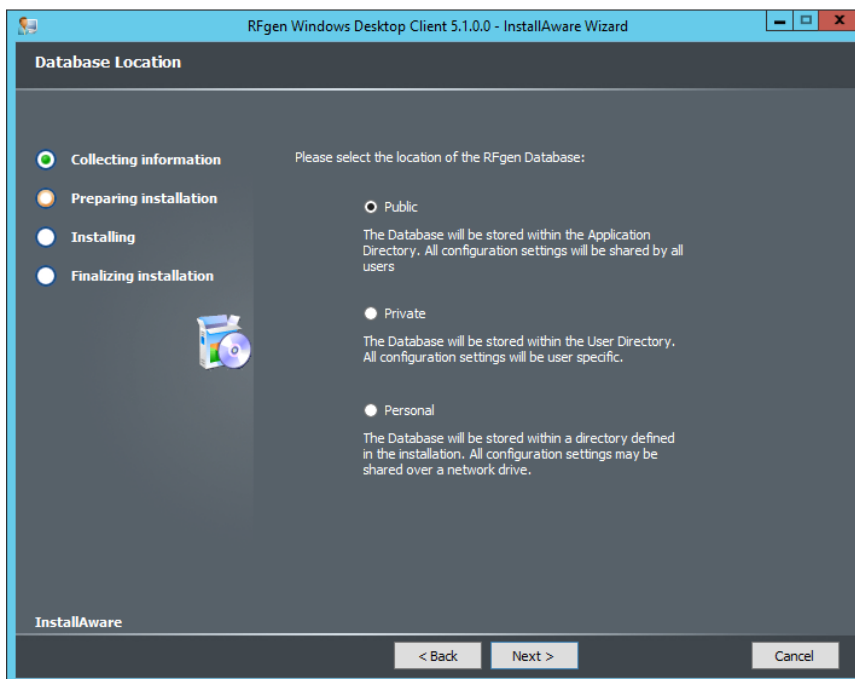 RFgen Windows Desktop Client 5.1.0.0 - InstallAware Wizard
Database Location
Collecting information
Preparing installation
Installing
Finalizing installation
Please select the location of the RFgen Database:
Public
The Database will be stored within the Application
Directory. All configuration settings will be shared by all
users
Private
The Database will be stored within the User Directory.
All configuration settings will be user specific.
Personal
The Database will be stored within a directory defined
in the installation. All configuration settings may be
shared over a network drive.
InstallAware
< Back
Next >
Cancel